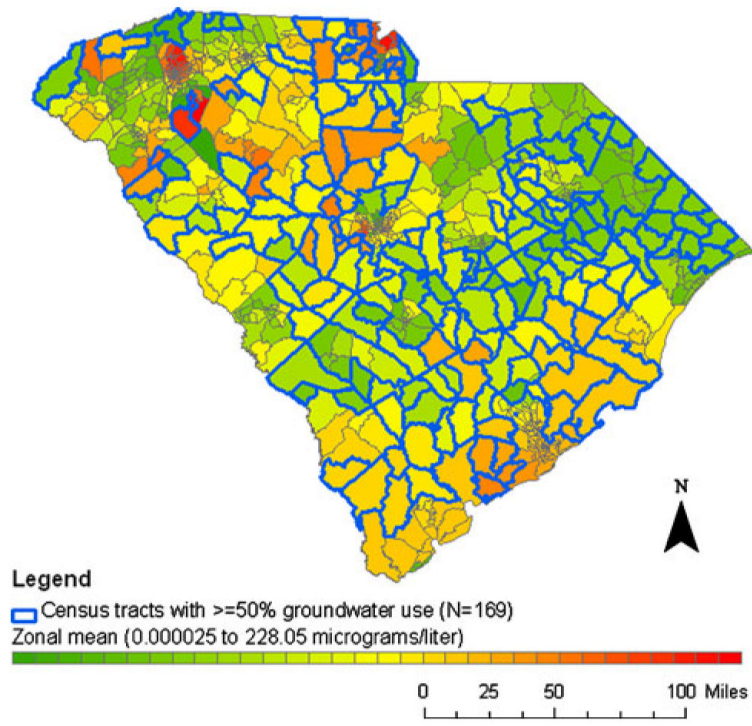 N
Legend
Census tracts with >=50% groundwater use (N=169)
Zonal mean (0.000025 to 228.05 micrograms/liter)
0 25 50 100 Miles